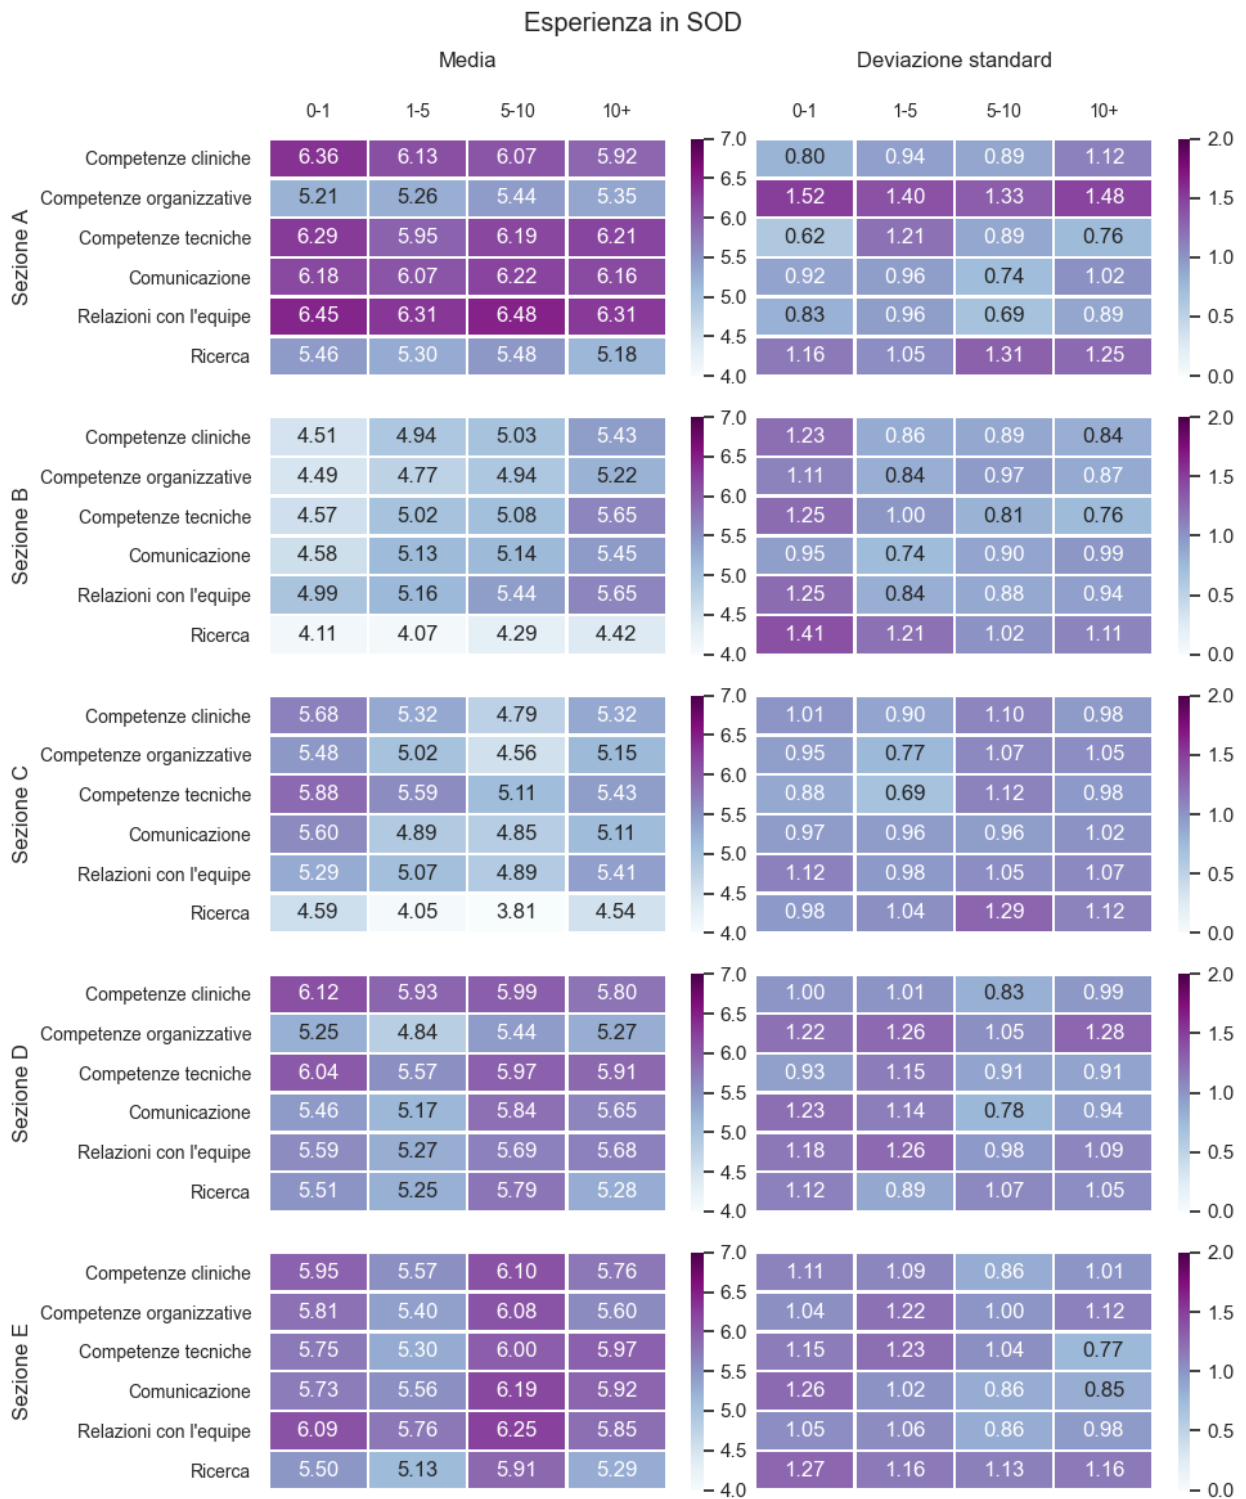 Esperienza in SOD
Media
Deviazione standard
0-1 1-5 5-10 10+ 0-1 1-5 5-10 10+
Sezione A
Competenze cliniche 6.36 6.13 6.07 5.92 0.80 0.94 0.89 1.12
Competenze organizzative 5.21 5.26 5.44 5.35 1.52 1.40 1.33 1.48
Competenze tecniche 6.29 5.95 6.19 6.21 0.62 1.21 0.89 0.76
Comunicazione 6.18 6.07 6.22 6.16 0.92 0.96 0.74 1.02
Relazioni con l'equipe 6.45 6.31 6.48 6.31 0.83 0.96 0.69 0.89
Ricerca 5.46 5.30 5.48 5.18 1.16 1.05 1.31 1.25
7.0 6.5 6.0 5.5 5.0 4.5 4.0
2.0 1.5 1.0 0.5 0.0
Sezione B
Competenze cliniche 4.51 4.94 5.03 5.43 1.23 0.86 0.89 0.84
Competenze organizzative 4.49 4.77 4.94 5.22 1.11 0.84 0.97 0.87
Competenze tecniche 4.57 5.02 5.08 5.65 1.25 1.00 0.81 0.76
Comunicazione 4.58 5.13 5.14 5.45 0.95 0.74 0.90 0.99
Relazioni con l'equipe 4.99 5.16 5.44 5.65 1.25 0.84 0.88 0.94
Ricerca 4.11 4.07 4.29 4.42 1.41 1.21 1.02 1.11
7.0 6.5 6.0 5.5 5.0 4.5 4.0
2.0 1.5 1.0 0.5 0.0
Sezione C
Competenze cliniche 5.68 5.32 4.79 5.32 1.01 0.90 1.10 0.98
Competenze organizzative 5.48 5.02 4.56 5.15 0.95 0.77 1.07 1.05
Competenze tecniche 5.88 5.59 5.11 5.43 0.88 0.69 1.12 0.98
Comunicazione 5.60 4.89 4.85 5.11 0.97 0.96 0.96 1.02
Relazioni con l'equipe 5.29 5.07 4.89 5.41 1.12 0.98 1.05 1.07
Ricerca 4.59 4.05 3.81 4.54 0.98 1.04 1.29 1.12
7.0 6.5 6.0 5.5 5.0 4.5 4.0
2.0 1.5 1.0 0.5 0.0
Sezione D
Competenze cliniche 6.12 5.93 5.99 5.80 1.00 1.01 0.83 0.99
Competenze organizzative 5.25 4.84 5.44 5.27 1.22 1.26 1.05 1.28
Competenze tecniche 6.04 5.57 5.97 5.91 0.93 1.15 0.91 0.91
Comunicazione 5.46 5.17 5.84 5.65 1.23 1.14 0.78 0.94
Relazioni con l'equipe 5.59 5.27 5.69 5.68 1.18 1.26 0.98 1.09
Ricerca 5.51 5.25 5.79 5.28 1.12 0.89 1.07 1.05
7.0 6.5 6.0 5.5 5.0 4.5 4.0
2.0 1.5 1.0 0.5 0.0
Sezione E
Competenze cliniche 5.95 5.57 6.10 5.76 1.11 1.09 0.86 1.01
Competenze organizzative 5.81 5.40 6.08 5.60 1.04 1.22 1.00 1.12
Competenze tecniche 5.75 5.30 6.00 5.97 1.15 1.23 1.04 0.77
Comunicazione 5.73 5.56 6.19 5.92 1.26 1.02 0.86 0.85
Relazioni con l'equipe 6.09 5.76 6.25 5.85 1.05 1.06 0.86 0.98
Ricerca 5.50 5.13 5.91 5.29 1.27 1.16 1.13 1.16
7.0 6.5 6.0 5.5 5.0 4.5 4.0
2.0 1.5 1.0 0.5 0.0